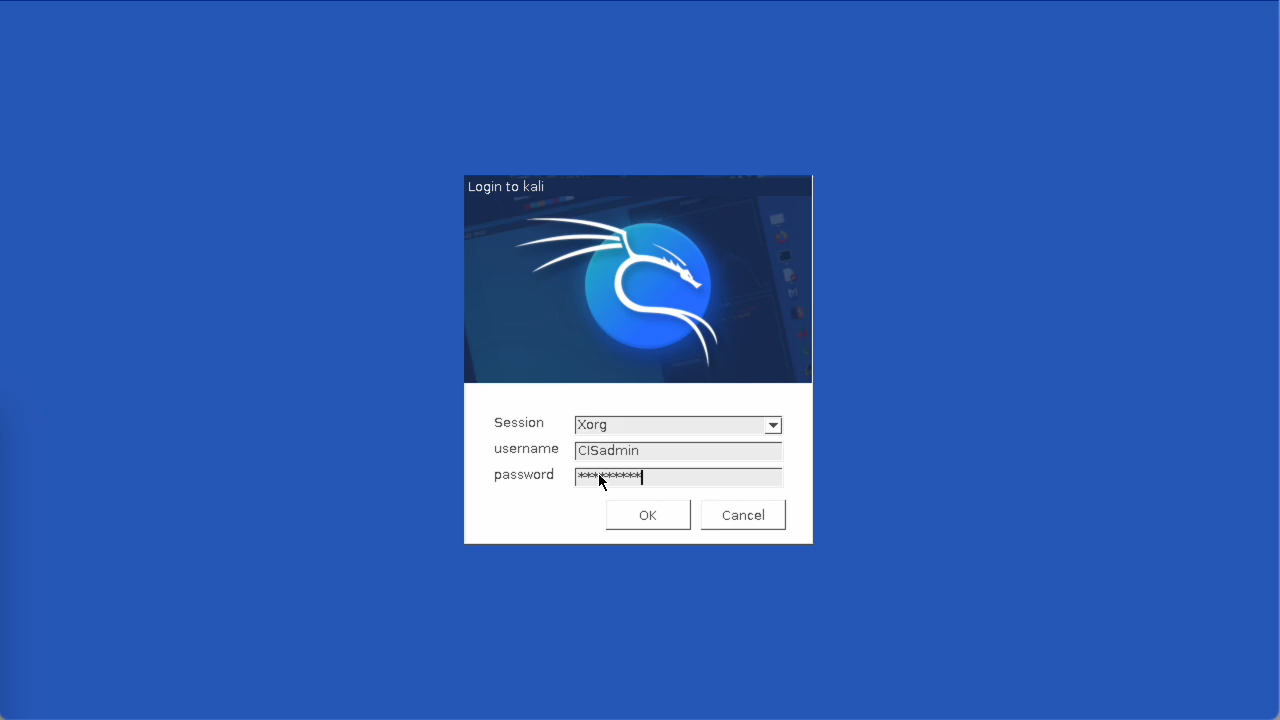 Login to kali
Session
Xorg
username
CISadmin
password
*********
OK
Cancel